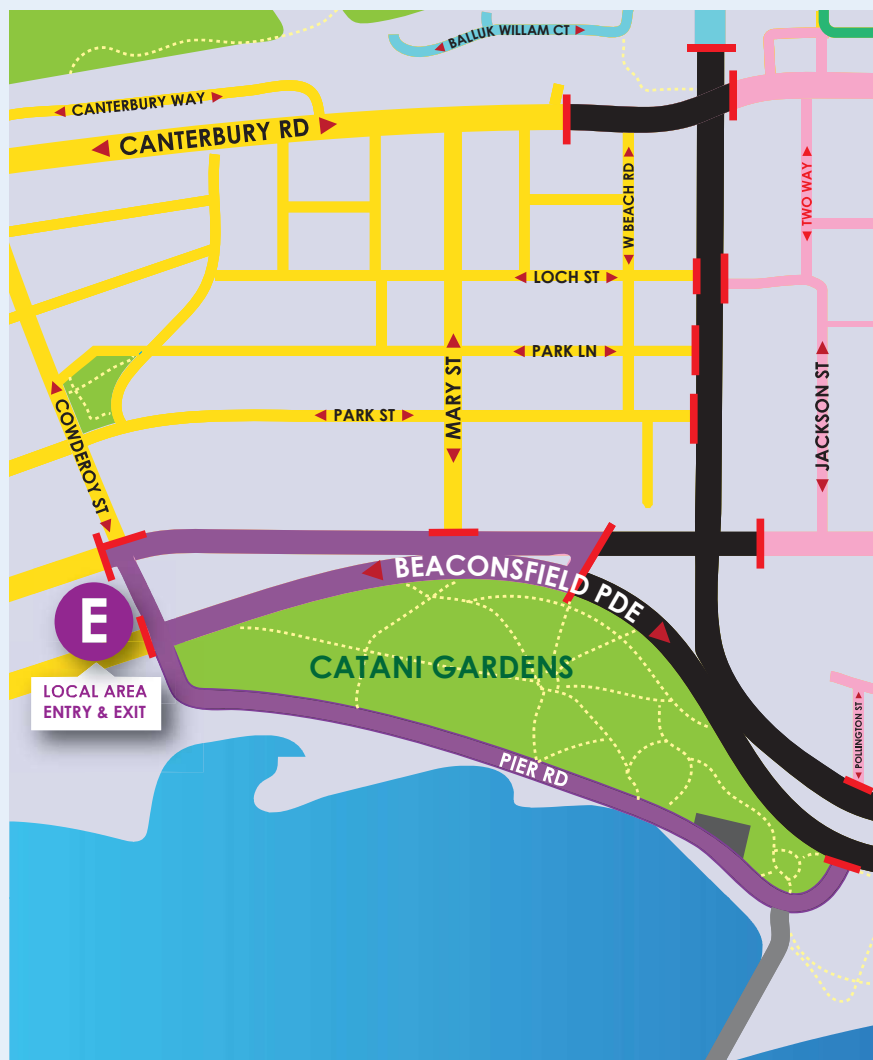 BALLUK WILLAM CT
CANTERBURY WAY
CANTERBURY RD
W BEACH RD
TWO WAY
LOCH ST
PARK LN
MARY ST
JACKSON ST
PARK ST
COWDEROY ST
BEACONSFIELD PDE
E
CATANI GARDENS
LOCAL AREA
ENTRY & EXIT
POLLINGTON ST
PIER RD